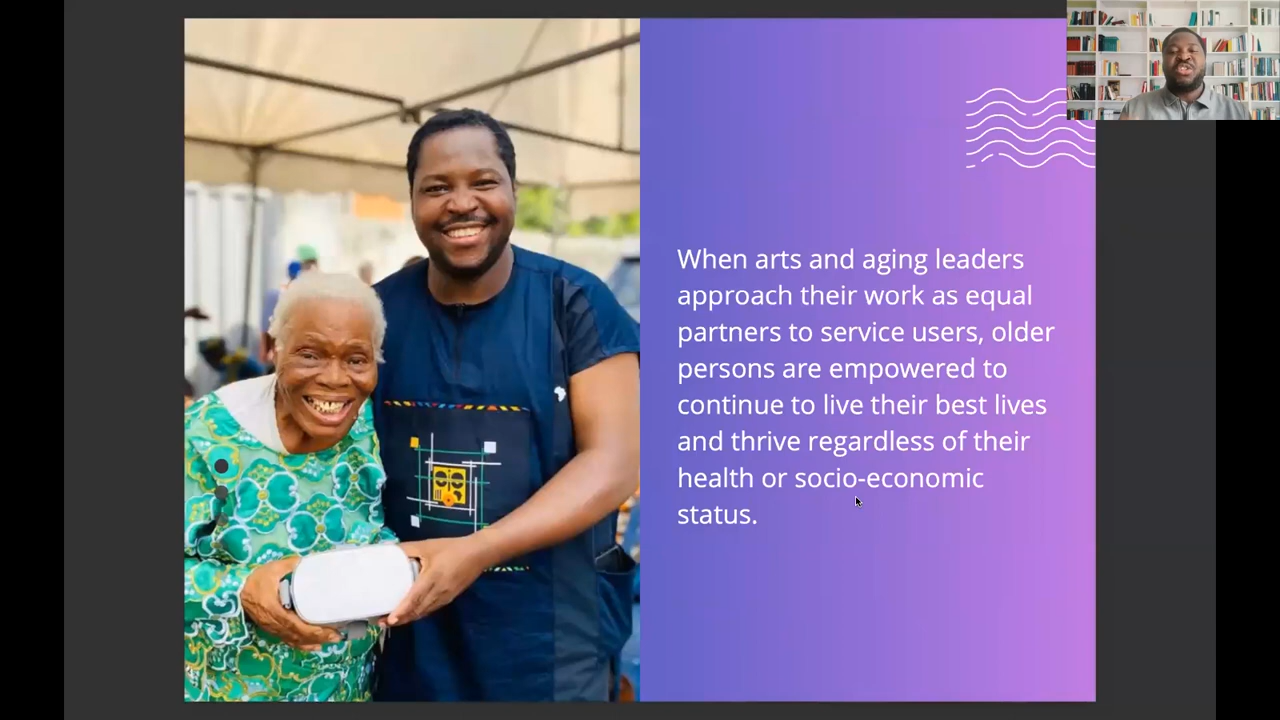 When arts and aging leaders
approach their work as equal
partners to service users, older
persons are empowered to
continue to live their best lives
and thrive regardless of their
health or socio-economic
status.